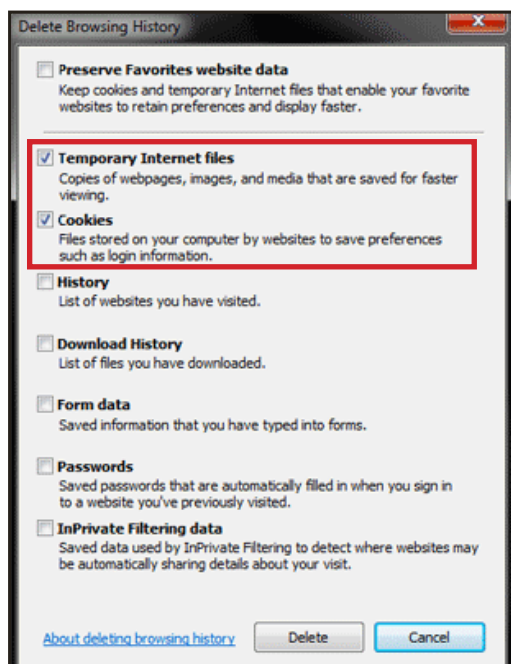 Delete Browsing History
Preserve Favorites website data
Keep cookies and temporary Internet files that enable your favorite
websites to retain preferences and display faster.
Temporary Internet files
Copies of webpages, images, and media that are saved for faster
viewing.
Cookies
Files stored on your computer by websites to save preferences
such as login information.
History
List of websites you have visited.
Download History
List of files you have downloaded.
Form data
Saved information that you have typed into forms.
Passwords
Saved passwords that are automatically filled in when you sign in
to a website you've previously visited.
InPrivate Filtering data
Saved data used by InPrivate Filtering to detect where websites may
be automatically sharing details about your visit.
About deleting browsing history Delete Cancel